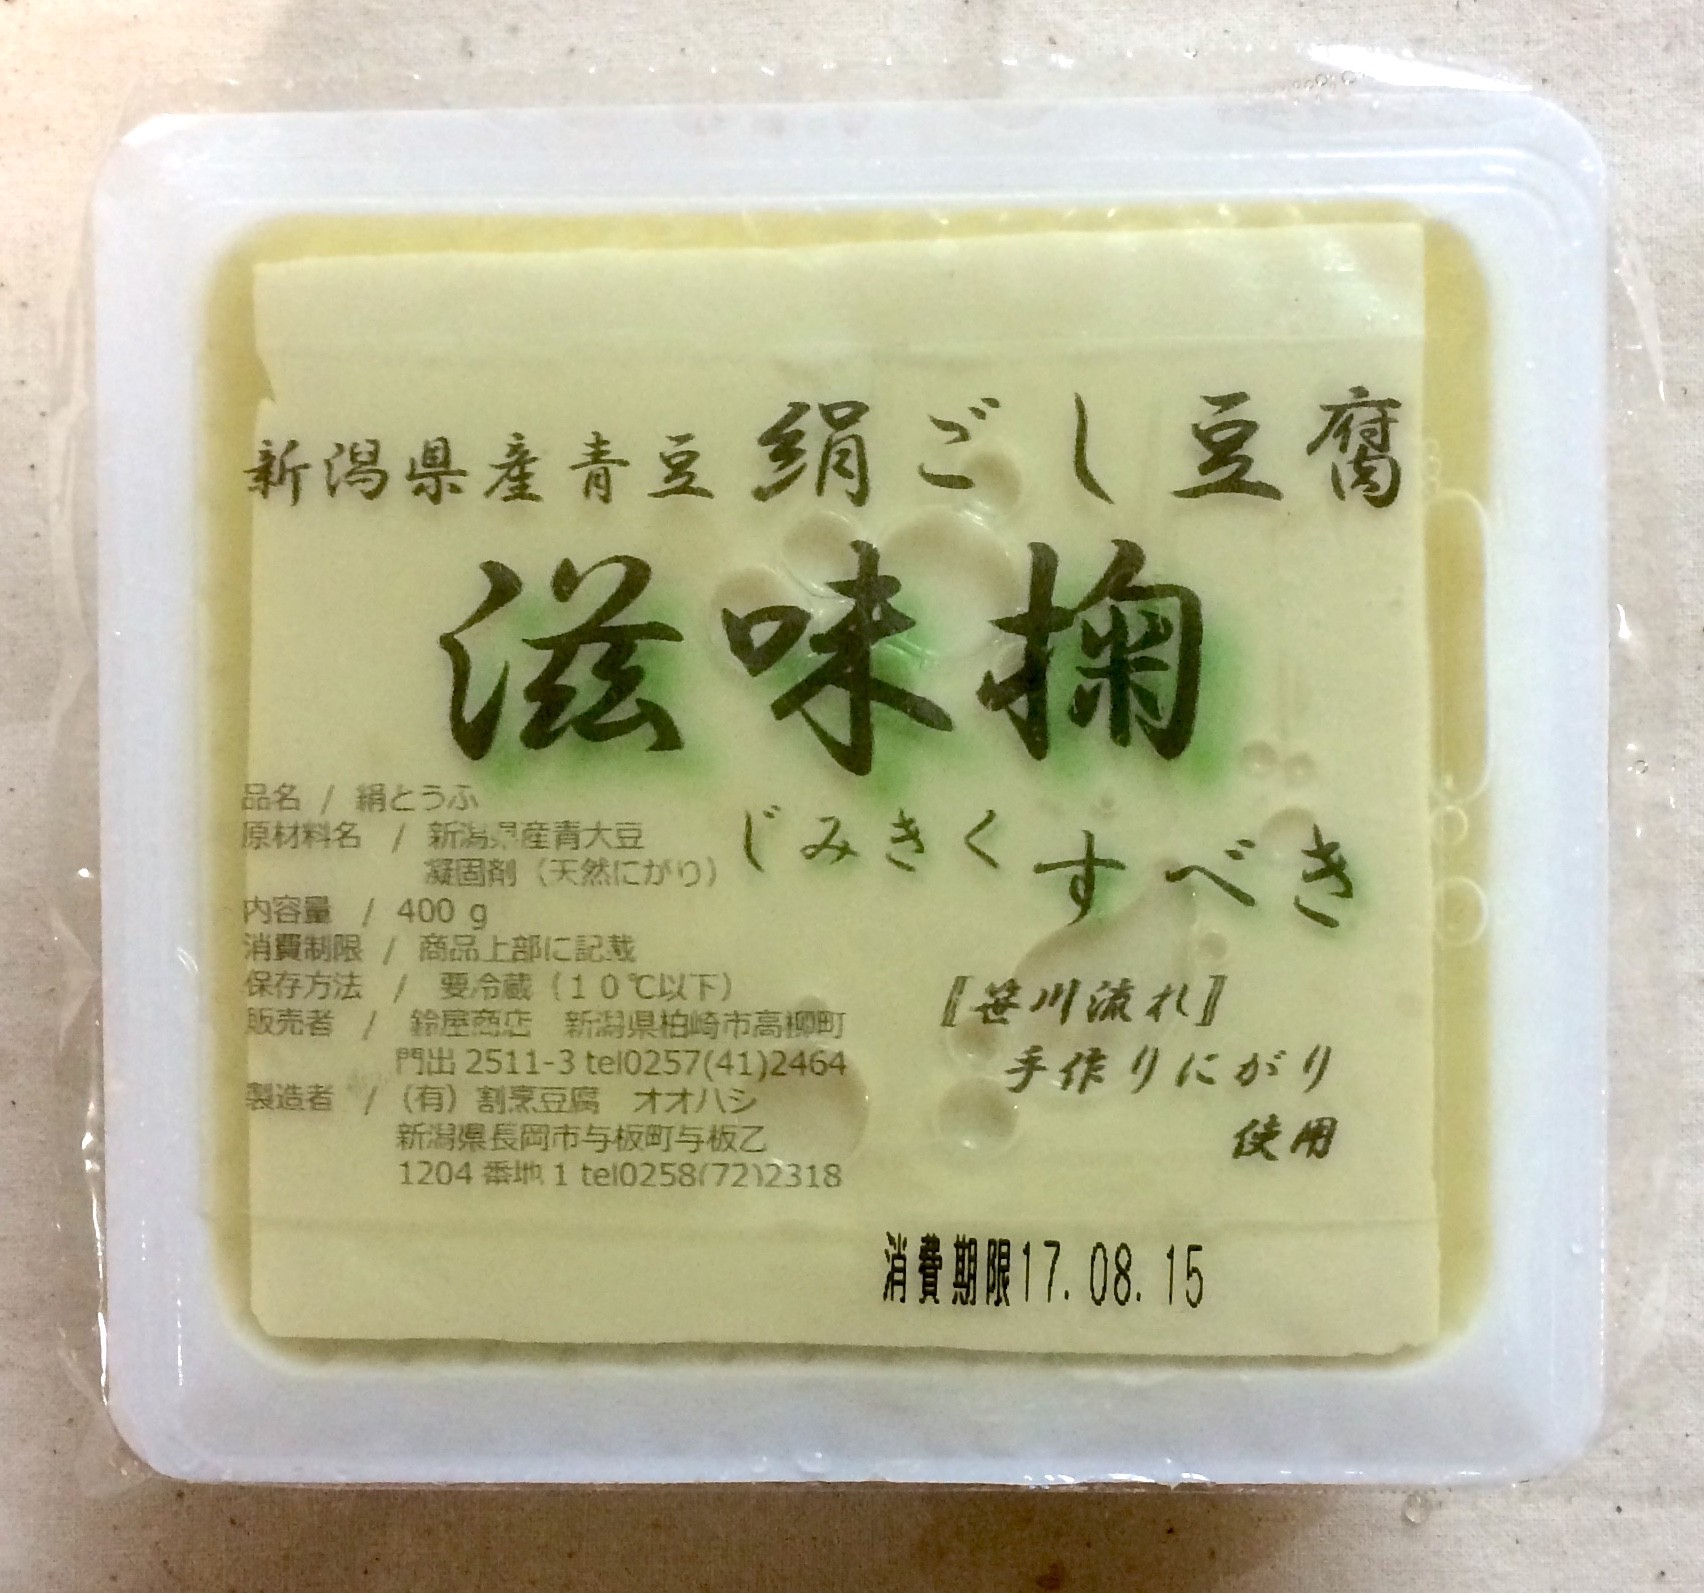 新潟県産青豆 絹ごし豆腐
滋味掬
じみきく すべき
品名 / 絹とうふ
原材料名 / 新潟県産青大豆
凝固剤（天然にがり）
内容量 / 400 g
消費制限 / 商品上部に記載
保存方法 / 要冷蔵（10℃以下）
販売者 / 鈴屋商店 新潟県柏崎市高柳町
門出 2511-3 tel0257(41)2464
製造者 / （有）割烹豆腐 オオハシ
新潟県長岡市与板町与板乙
1204 番地 1 tel0258(72)2318
〖笹川流れ〗
手作りにがり
使用
消費期限17.08.15